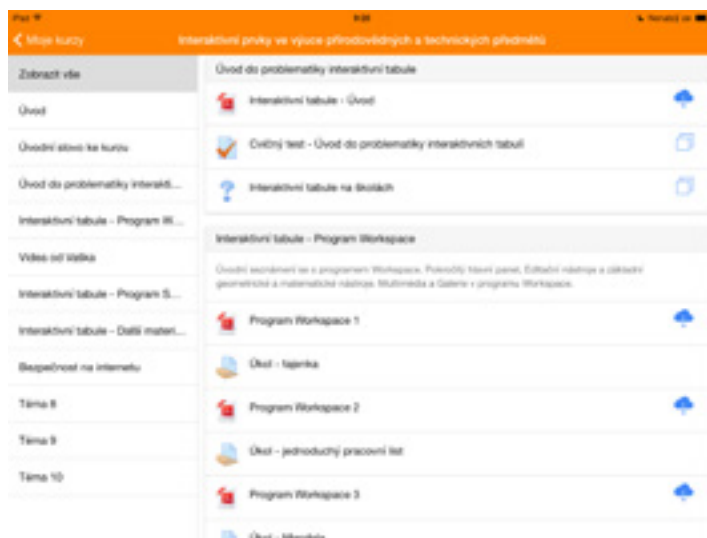 iPad
9:20
Moje kurzy
Interaktivní prvky ve výuce přírodovědných a technických předmětů
Zobrazit vše
Úvod
Úvodní slovo ke kurzu
Úvod do problematiky interakti...
Interaktivní tabule - Program W...
Videa od Vaška
Interaktivní tabule - Program S...
Interaktivní tabule - Další materi...
Bezpečnost na internetu
Téma 8
Téma 9
Téma 10
Úvod do problematiky interaktivní tabule
Interaktivní tabule - Úvod
Cvičný test - Úvod do problematiky interaktivních tabulí
Interaktivní tabule na školách
Interaktivní tabule - Program Workspace
Úvodní seznámení se s programem Workspace. Pokročilý hlavní panel, Editační nástroje a základní
geometrické a matematické nástroje. Multimédia a Galerie v programu Workspace.
Program Workspace 1
Úkol - tajenka
Program Workspace 2
Úkol - jednoduchý pracovní list
Program Workspace 3
Úkol - Mandala